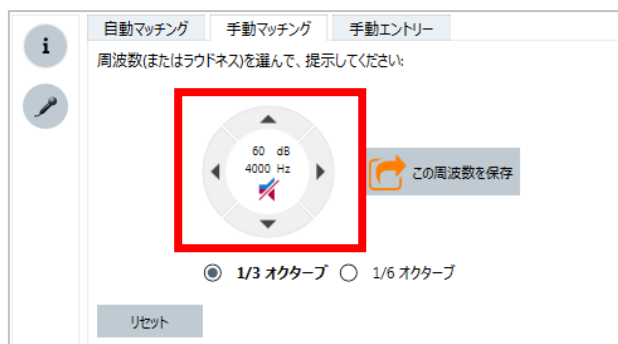 i
自動マッチング 手動マッチング 手動エントリー
周波数(またはラウドネス)を選んで、提示してください:
60 dB
4000 Hz
この周波数を保存
1/3 オクターブ 1/6 オクターブ
リセット